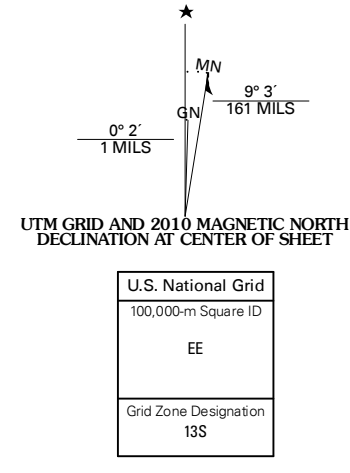 ★
MN
GN
9° 3´
161 MILS
0° 2´
1 MILS
UTM GRID AND 2010 MAGNETIC NORTH
DECLINATION AT CENTER OF SHEET
U.S. National Grid
100,000-m Square ID
EE
Grid Zone Designation
13S